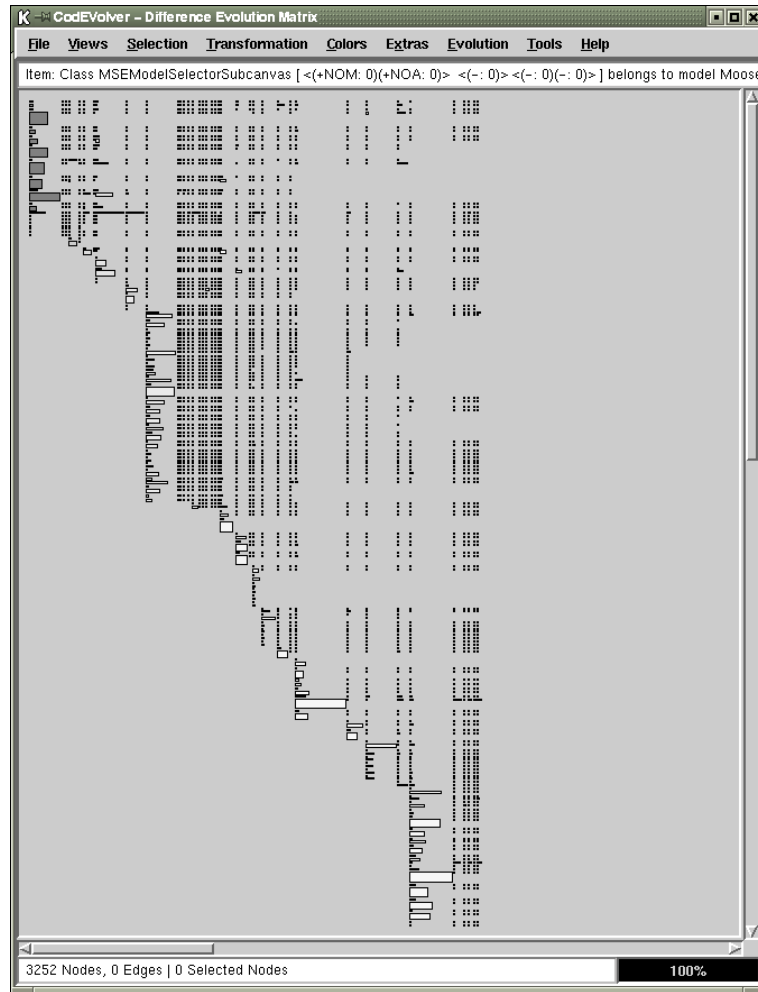 CodEVolver – Difference Evolution Matrix
File Views Selection Transformation Colors Extras Evolution Tools Help
Item: Class MSEModelSelectorSubcanvas [ <(+NOM: 0)(+NOA: 0)> <(-: 0)> <(-: 0)(-: 0)> ] belongs to model Moose
3252 Nodes, 0 Edges | 0 Selected Nodes
100%